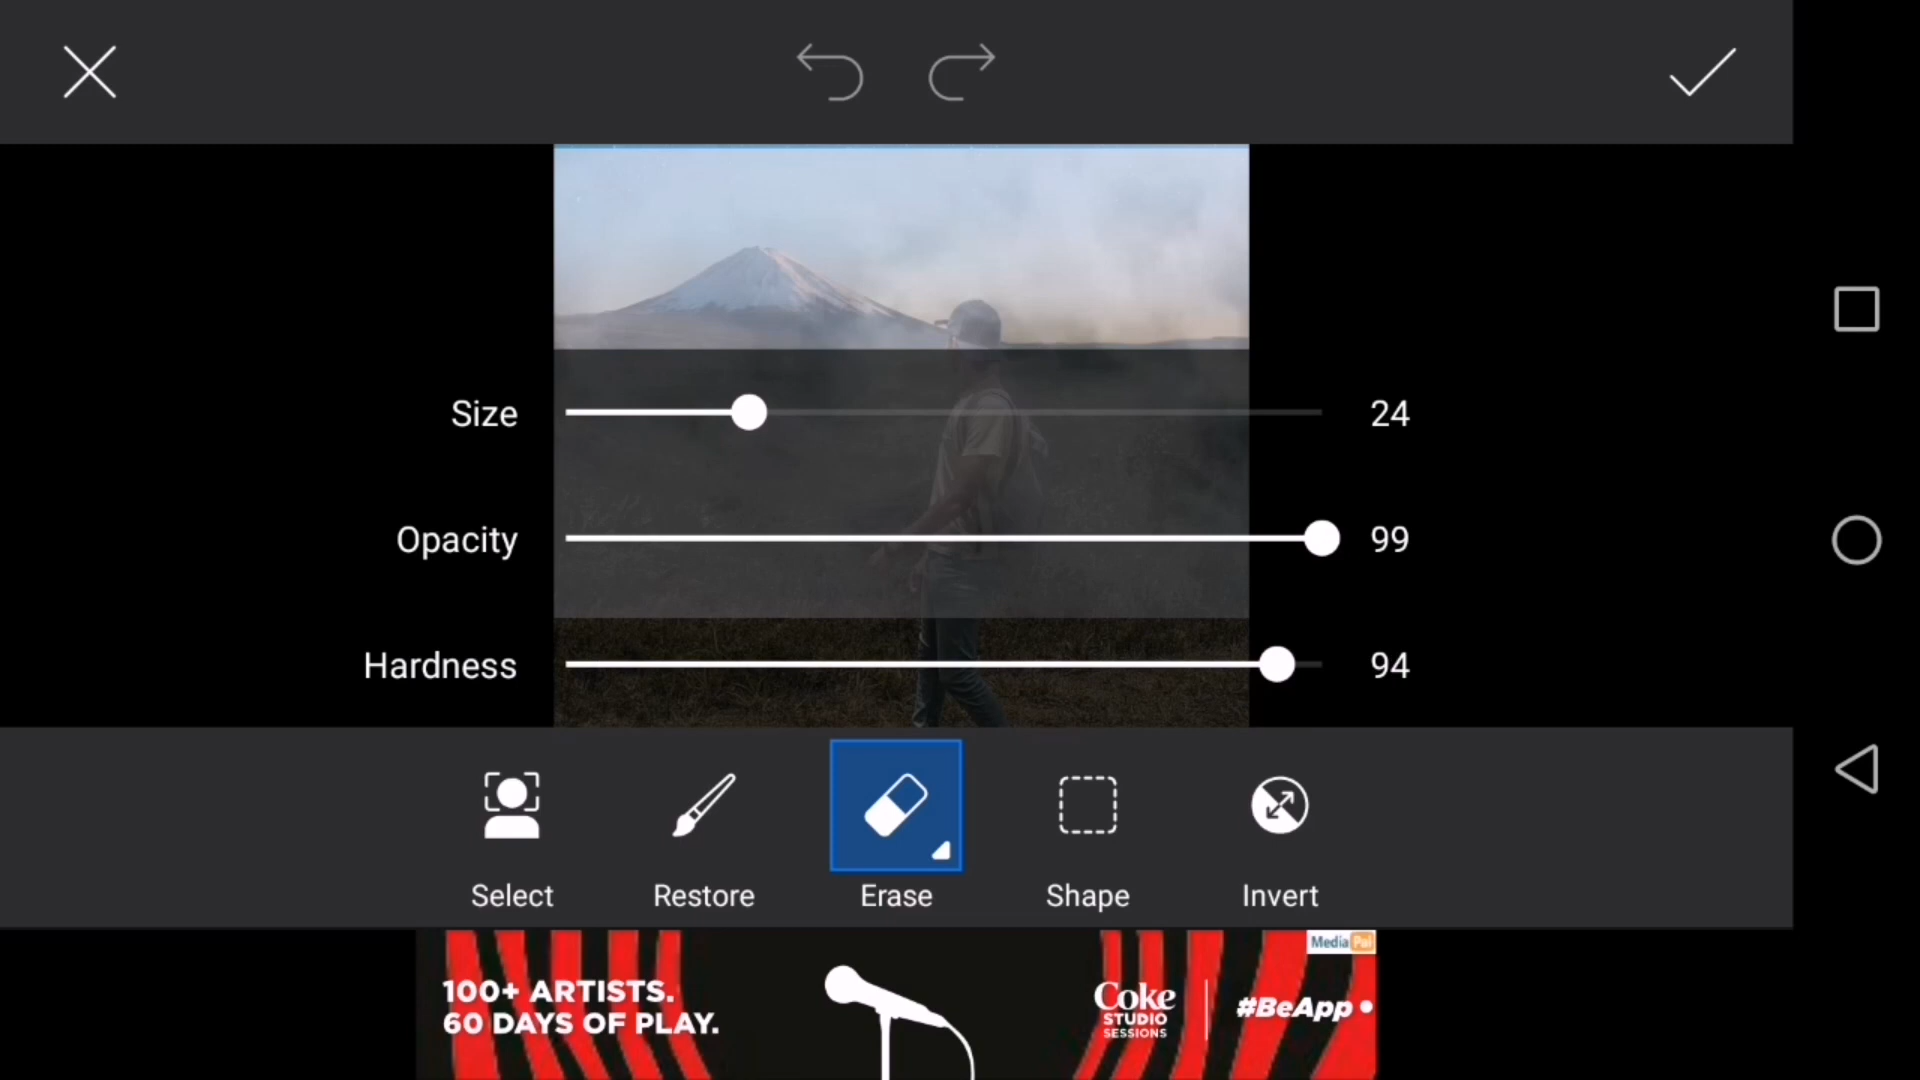 Size 24
Opacity 99
Hardness 94
Select Restore Erase Shape Invert
MediaPal
100+ ARTISTS.
60 DAYS OF PLAY.
Coke
STUDIO
SESSIONS
#BeApp